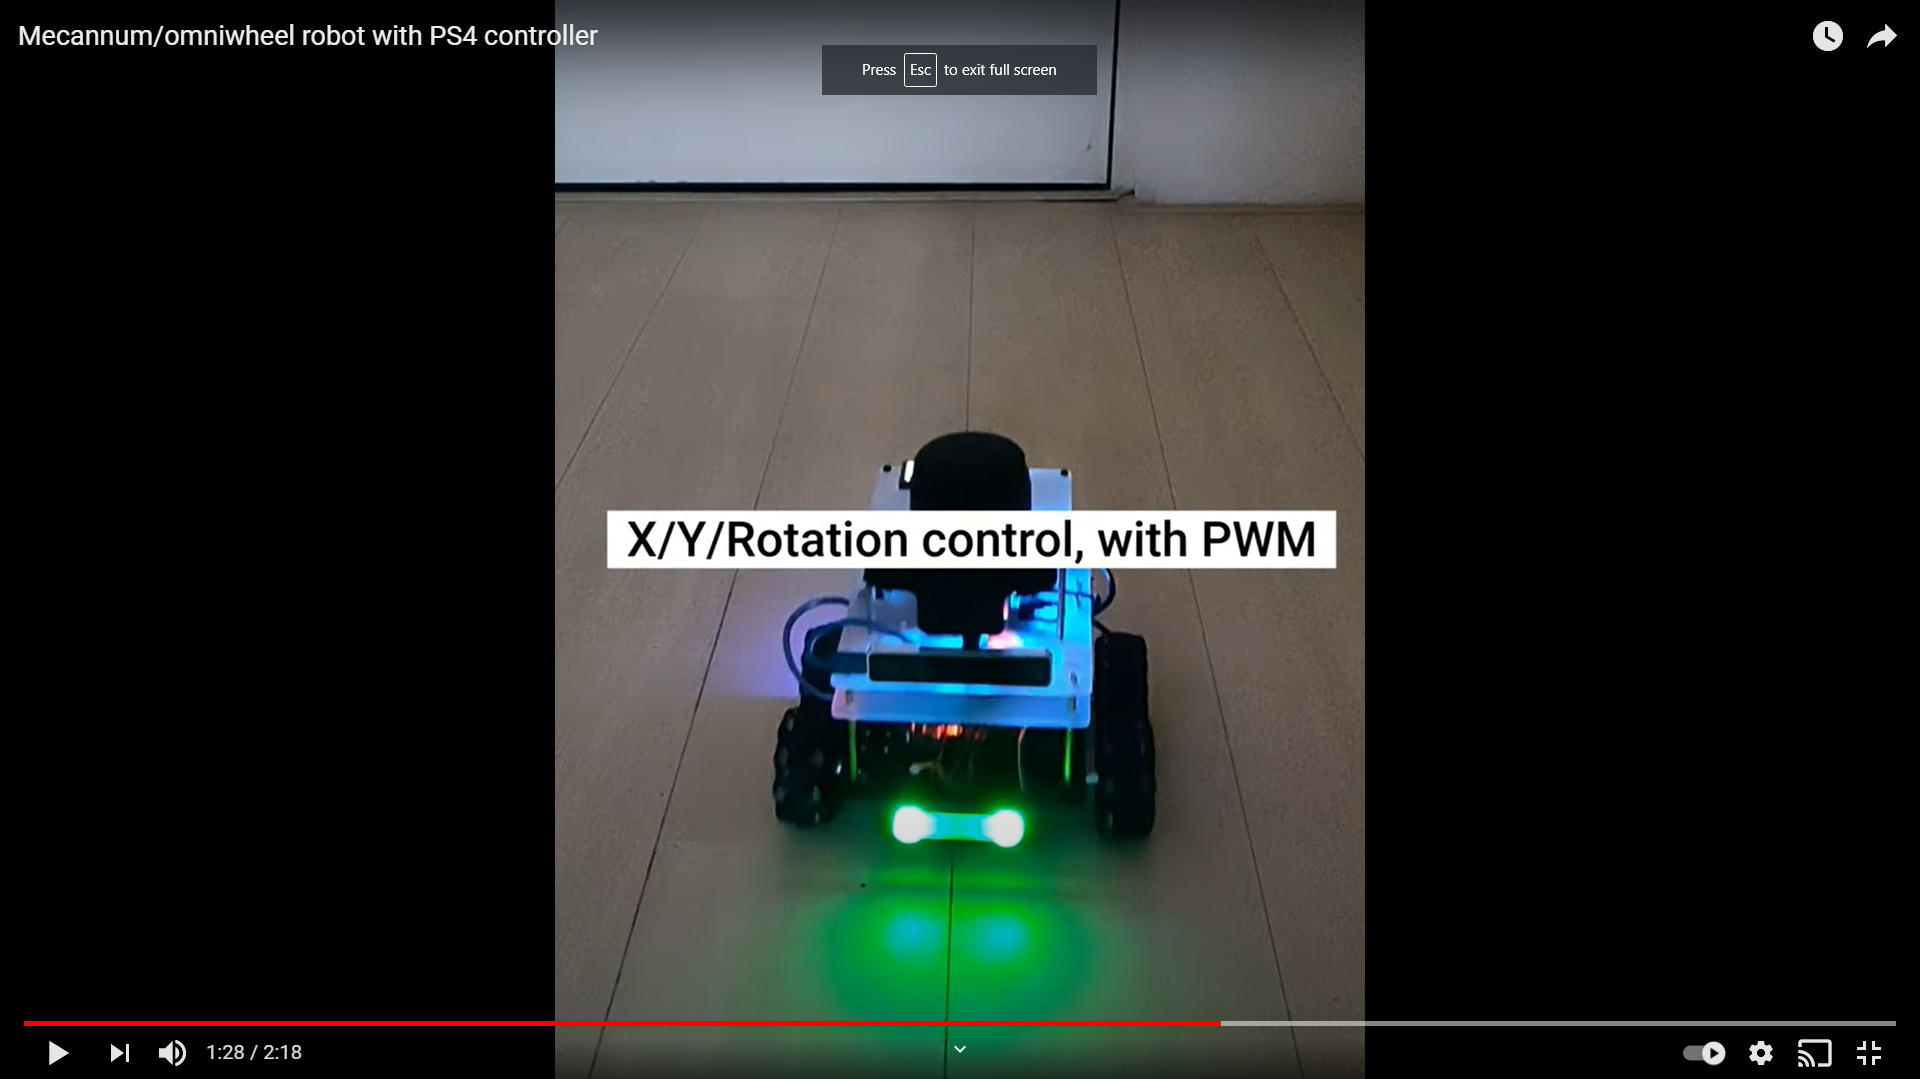 Mecannum/omniwheel robot with PS4 controller
Press Esc to exit full screen
X/Y/Rotation control, with PWM
1:28 / 2:18